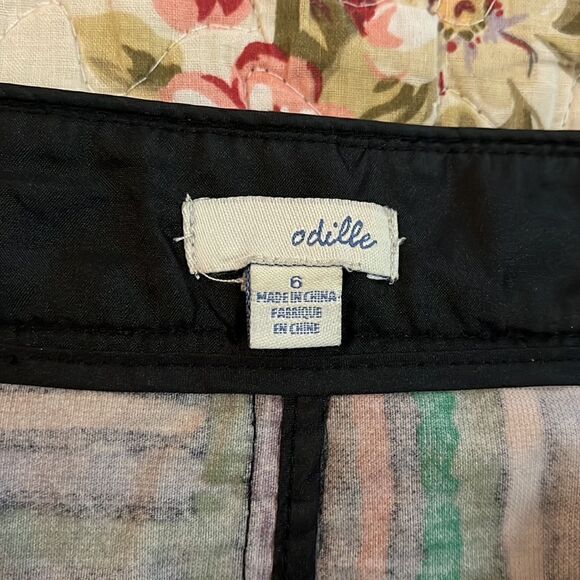 odille
6
MADE IN CHINA
FABRIQUE
EN CHINE